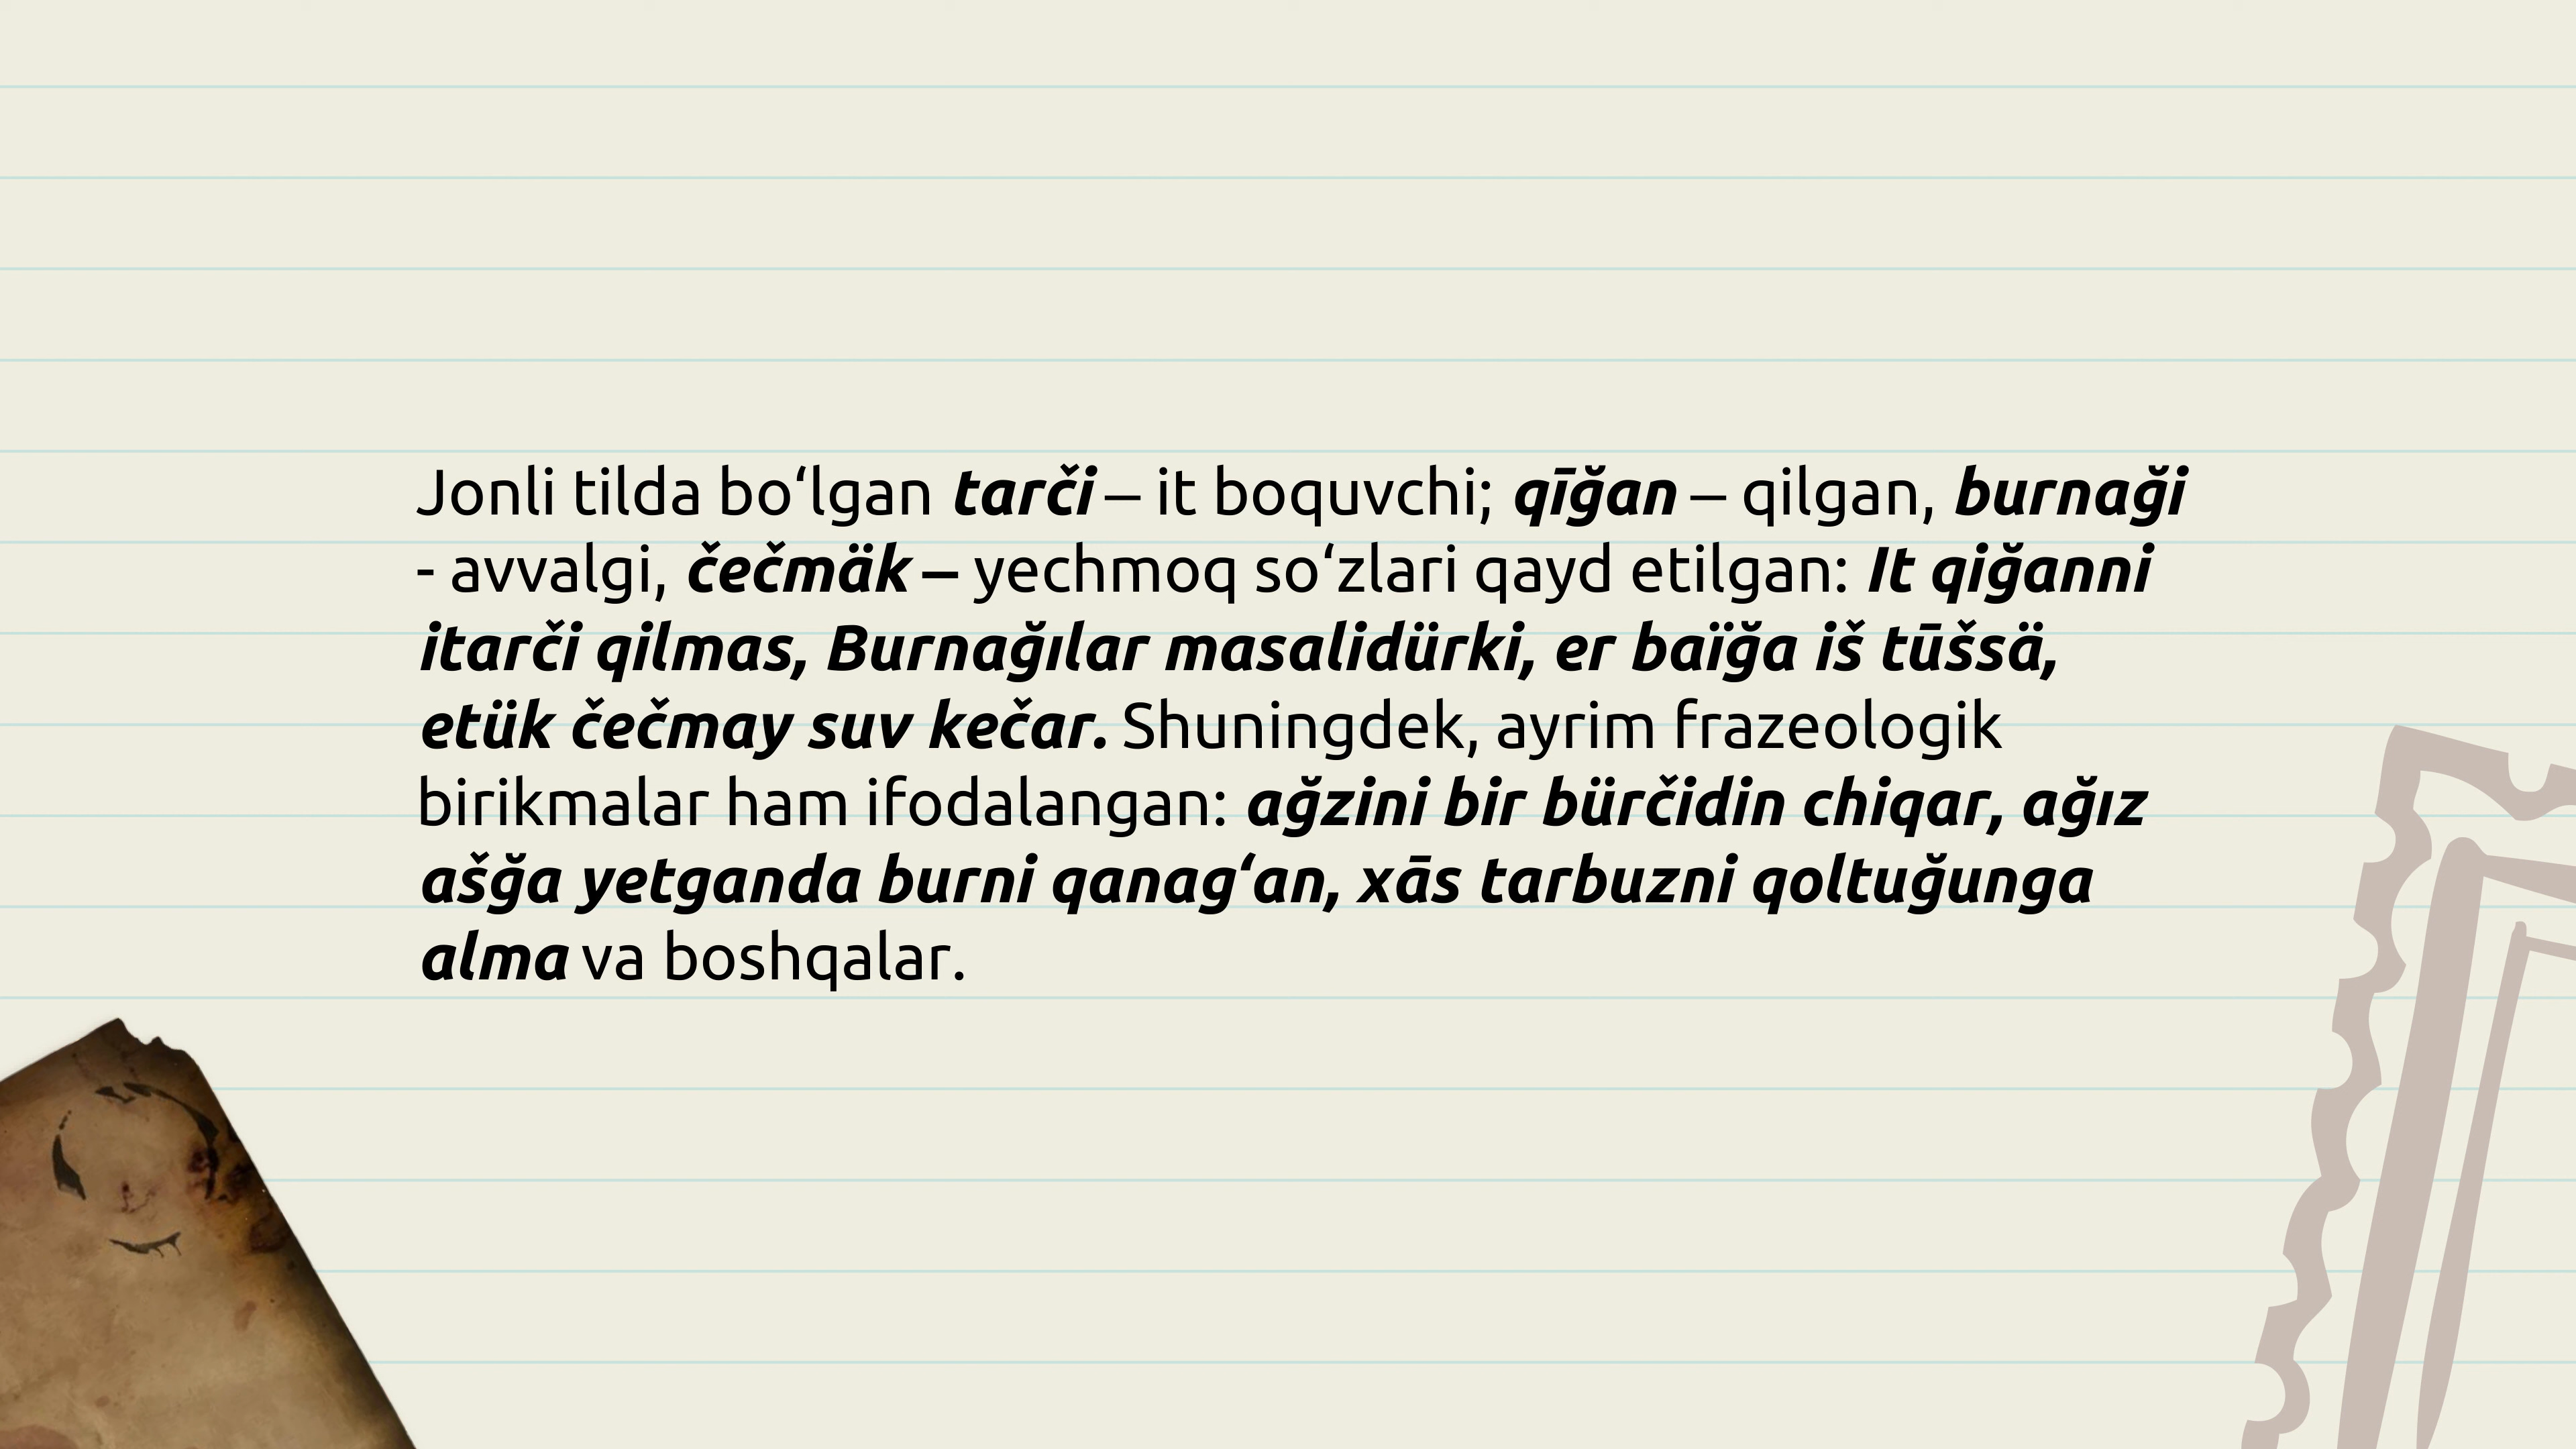 Jonli tilda bo‘lgan tarči – it boquvchi; qīğan – qilgan, burnaği
- avvalgi, čečmäk – yechmoq so‘zlari qayd etilgan: It qiğanni
itarči qilmas, Burnağılar masalidürki, er baïğa iš tūšsä,
etük čečmay suv kečar. Shuningdek, ayrim frazeologik
birikmalar ham ifodalangan: ağzini bir bürčidin chiqar, ağız
ašğa yetganda burni qanag‘an, xās tarbuzni qoltuğunga
alma va boshqalar.